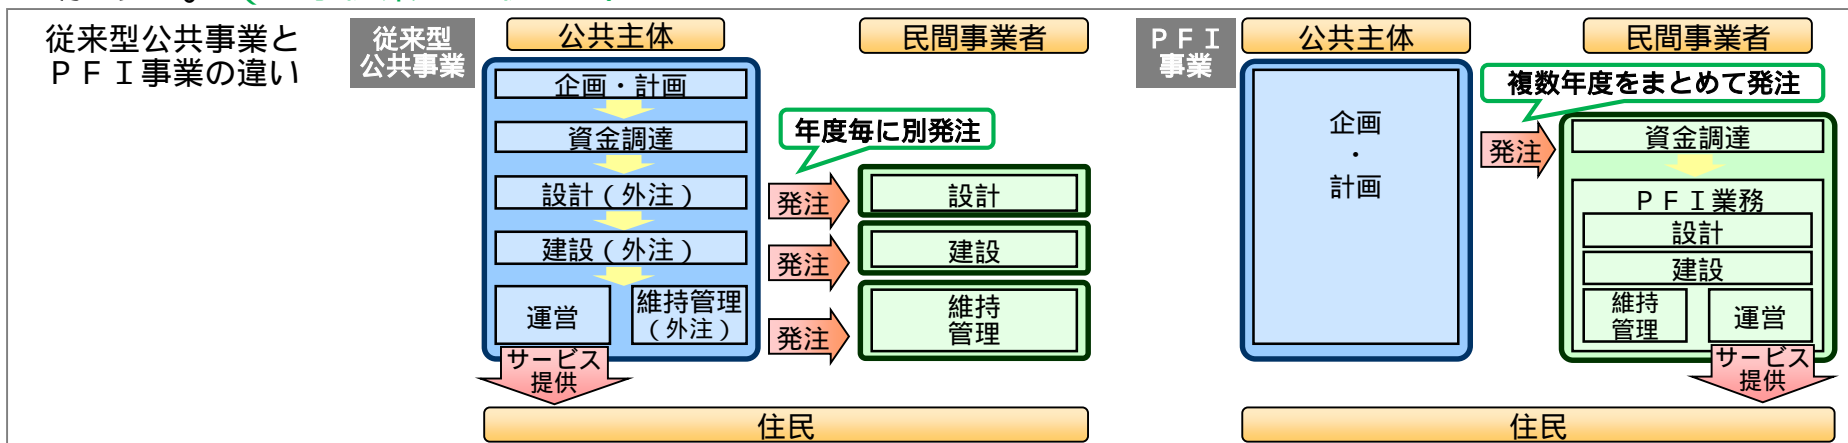 従来型公共事業と
ＰＦＩ事業の違い
従来型
公共事業
公共主体
民間事業者
企画・計画
資金調達
設計（外注）
建設（外注）
運営
維持管理
（外注）
年度毎に別発注
発注
発注
発注
設計
建設
維持
管理
サービス
提供
住民
ＰＦＩ
事業
公共主体
民間事業者
企画
・
計画
複数年度をまとめて発注
発注
資金調達
ＰＦＩ業務
設計
建設
維持
管理
運営
サービス
提供
住民